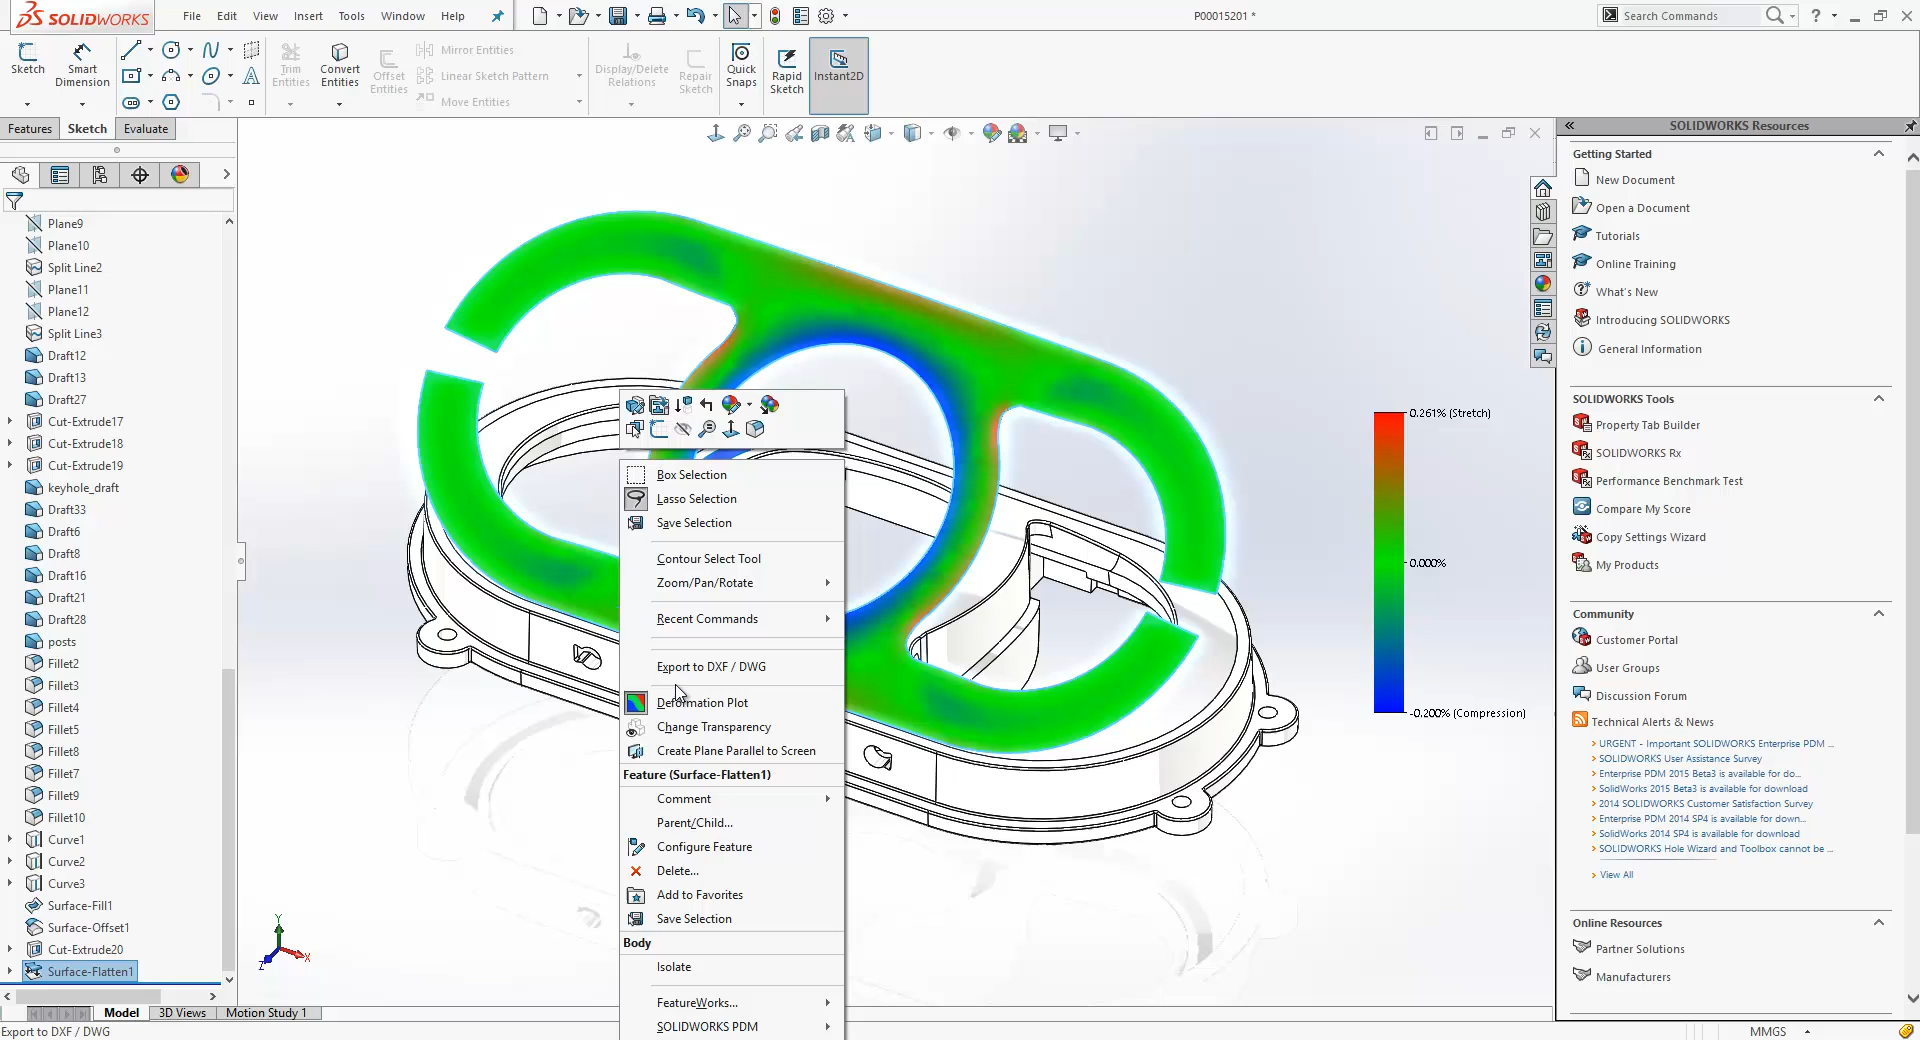 SOLIDWORKS
File Edit View Insert Tools Window Help
P00015201 *
Search Commands
?
Sketch
Smart Dimension
Trim Entities
Convert Entities
Offset Entities
Mirror Entities
Linear Sketch Pattern
Move Entities
Display/Delete Relations
Repair Sketch
Quick Snaps
Rapid Sketch
Instant2D
Features Sketch Evaluate
Plane9
Plane10
Split Line2
Plane11
Plane12
Split Line3
Draft12
Draft13
Draft27
Cut-Extrude17
Cut-Extrude18
Cut-Extrude19
keyhole_draft
Draft33
Draft6
Draft8
Draft16
Draft21
Draft28
posts
Fillet2
Fillet3
Fillet4
Fillet5
Fillet8
Fillet7
Fillet9
Fillet10
Curve1
Curve2
Curve3
Surface-Fill1
Surface-Offset1
Cut-Extrude20
Surface-Flatten1
Model 3D Views Motion Study 1
Export to DXF / DWG
Y
X
Z
Box Selection
Lasso Selection
Save Selection
Contour Select Tool
Zoom/Pan/Rotate
Recent Commands
Export to DXF / DWG
Deformation Plot
Change Transparency
Create Plane Parallel to Screen
Feature (Surface-Flatten1)
Comment
Parent/Child...
Configure Feature
Delete...
Add to Favorites
Save Selection
Body
Isolate
FeatureWorks...
SOLIDWORKS PDM
0.261% (Stretch)
0.000%
-0.200% (Compression)
SOLIDWORKS Resources
Getting Started
New Document
Open a Document
Tutorials
Online Training
What's New
Introducing SOLIDWORKS
General Information
SOLIDWORKS Tools
Property Tab Builder
SOLIDWORKS Rx
Performance Benchmark Test
Compare My Score
Copy Settings Wizard
My Products
Community
Customer Portal
User Groups
Discussion Forum
Technical Alerts & News
URGENT - Important SOLIDWORKS Enterprise PDM ...
SOLIDWORKS User Assistance Survey
Enterprise PDM 2015 Beta3 is available for do...
SolidWorks 2015 Beta3 is available for download
2014 SOLIDWORKS Customer Satisfaction Survey
Enterprise PDM 2014 SP4 is available for down...
SolidWorks 2014 SP4 is available for download
SOLIDWORKS Hole Wizard and Toolbox cannot be ...
View All
Online Resources
Partner Solutions
Manufacturers
MMGS